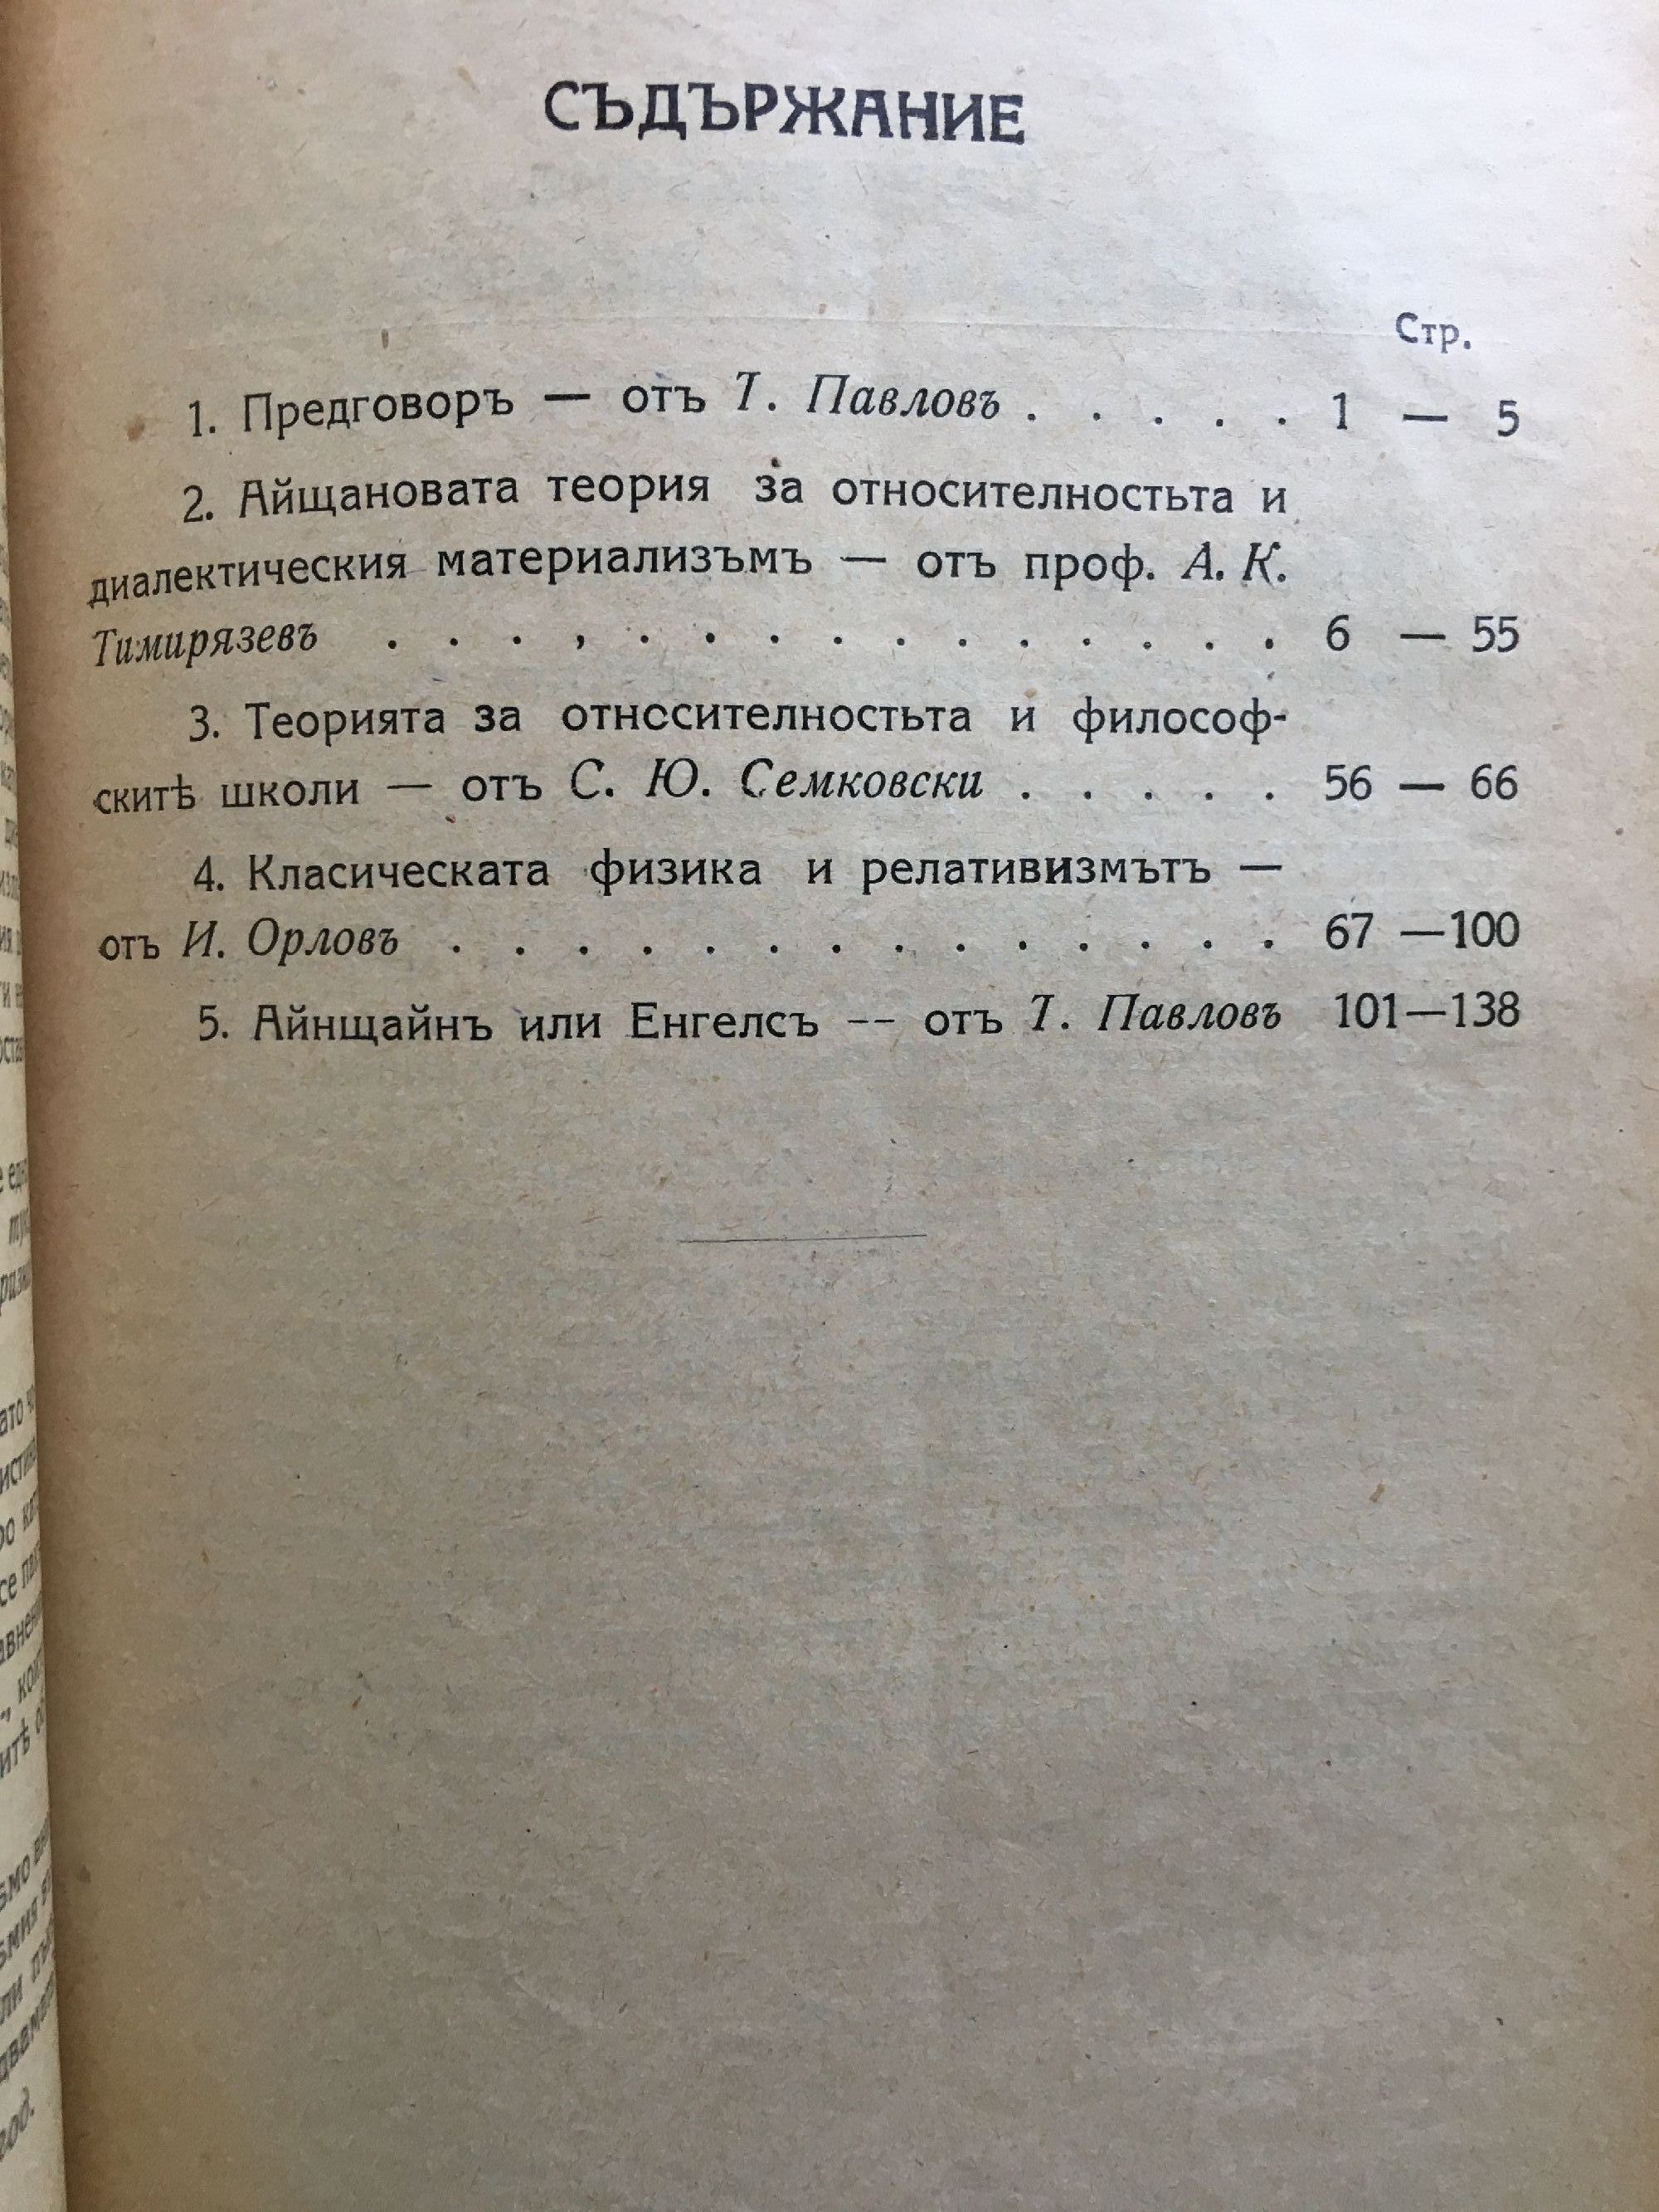 СЪДЪРЖАНИЕ
Стр.
1. Предговоръ — отъ Т. Павловъ . . . . . 1 — 5
2. Айщановата теория за относителностьта и
диалектическия материализъмъ — отъ проф. А. К.
Тимирязевъ . . . , . . . . . . . . . . . 6 — 55
3. Теорията за относителностьта и философ-
скитѣ школи — отъ С. Ю. Семковски . . . . . 56 — 66
4. Класическата физика и релативизмътъ —
отъ И. Орловъ . . . . . . . . . . . . . . 67 —100
5. Айнщайнъ или Енгелсъ -- отъ Т. Павловъ 101—138